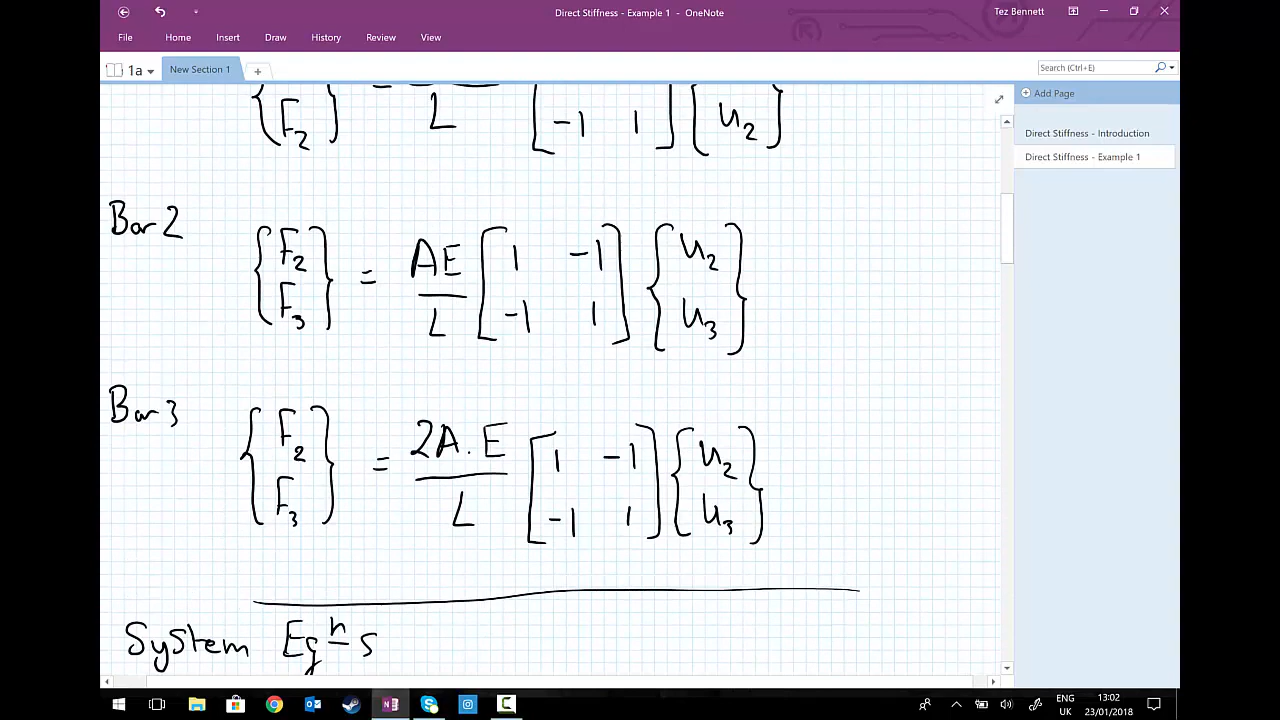 Direct Stiffness - Example 1 - OneNote
Tez Bennett
File Home Insert Draw History Review View
1a
New Section 1
+
Search (Ctrl+E)
Add Page
Direct Stiffness - Introduction
Direct Stiffness - Example 1
F2 = L [ -1 1 ] { u2 }
Bar 2
{ F2 F3 } = AE/L [ 1 -1 -1 1 ] { u2 u3 }
Bar 3
{ F2 F3 } = 2A.E/L [ 1 -1 -1 1 ] { u2 u3 }
System Eqns
ENG
UK
13:02
23/01/2018